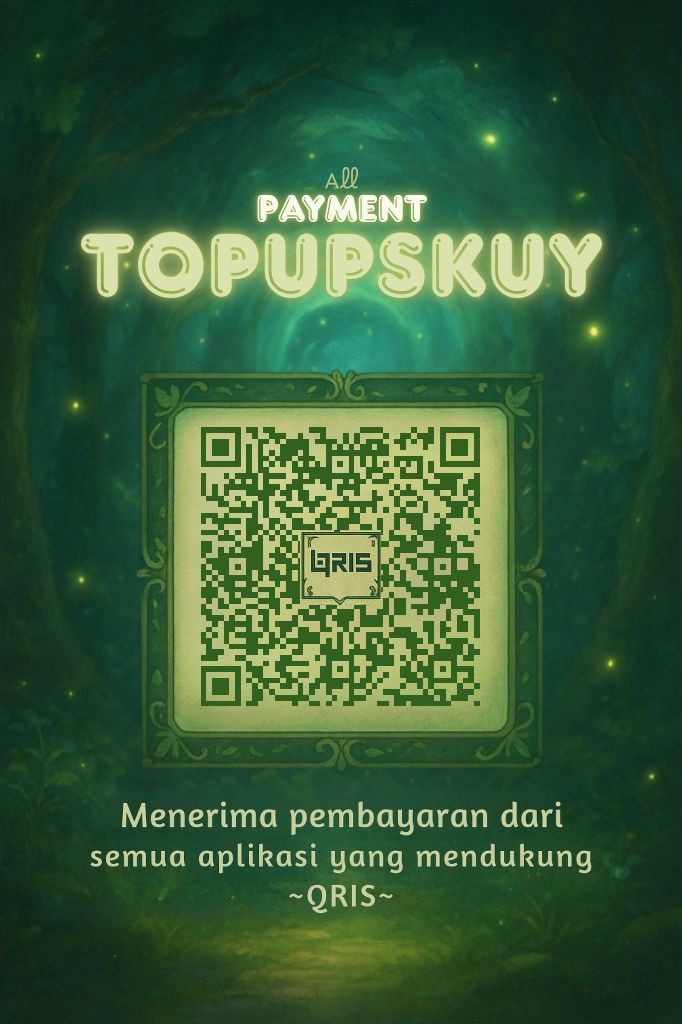 All
PAYMENT
TOPUPSKUY
QRIS
Menerima pembayaran dari
semua aplikasi yang mendukung
~QRIS~